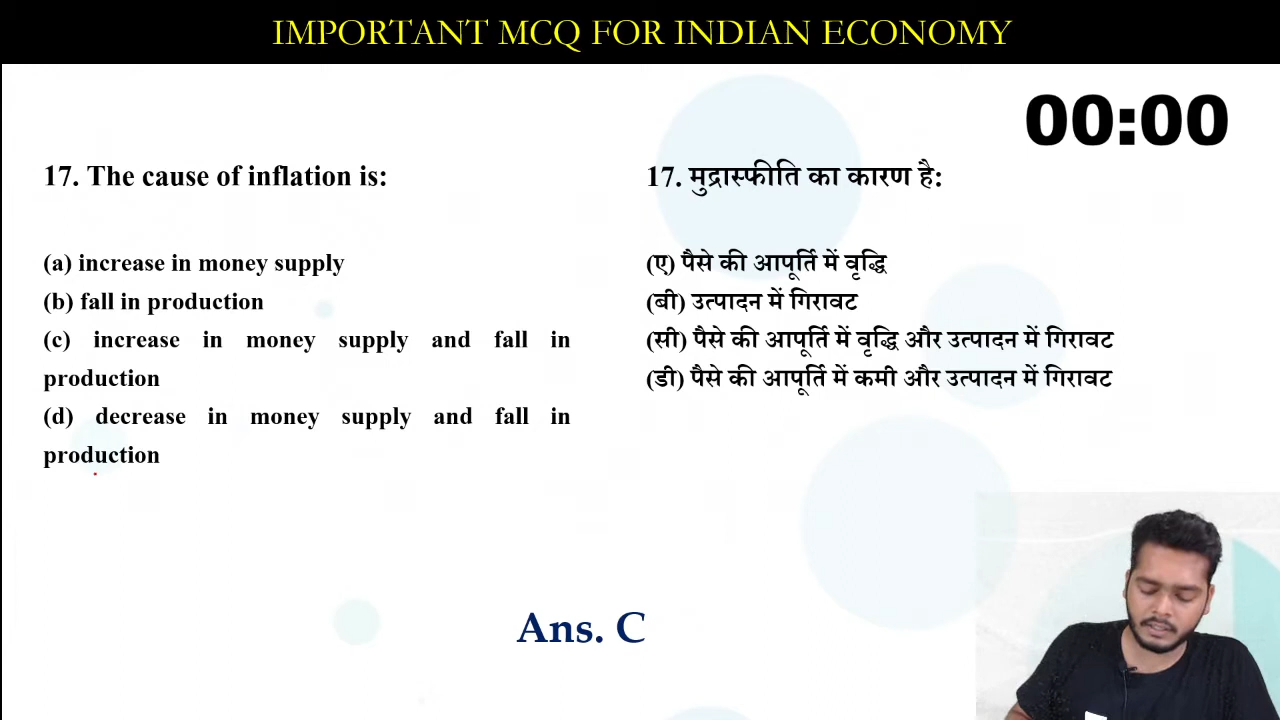 IMPORTANT MCQ FOR INDIAN ECONOMY
00:00
17. The cause of inflation is:
(a) increase in money supply
(b) fall in production
(c) increase in money supply and fall in
production
(d) decrease in money supply and fall in
production
17. मुद्रास्फीति का कारण है:
(ए) पैसे की आपूर्ति में वृद्धि
(बी) उत्पादन में गिरावट
(सी) पैसे की आपूर्ति में वृद्धि और उत्पादन में गिरावट
(डी) पैसे की आपूर्ति में कमी और उत्पादन में गिरावट
Ans. C